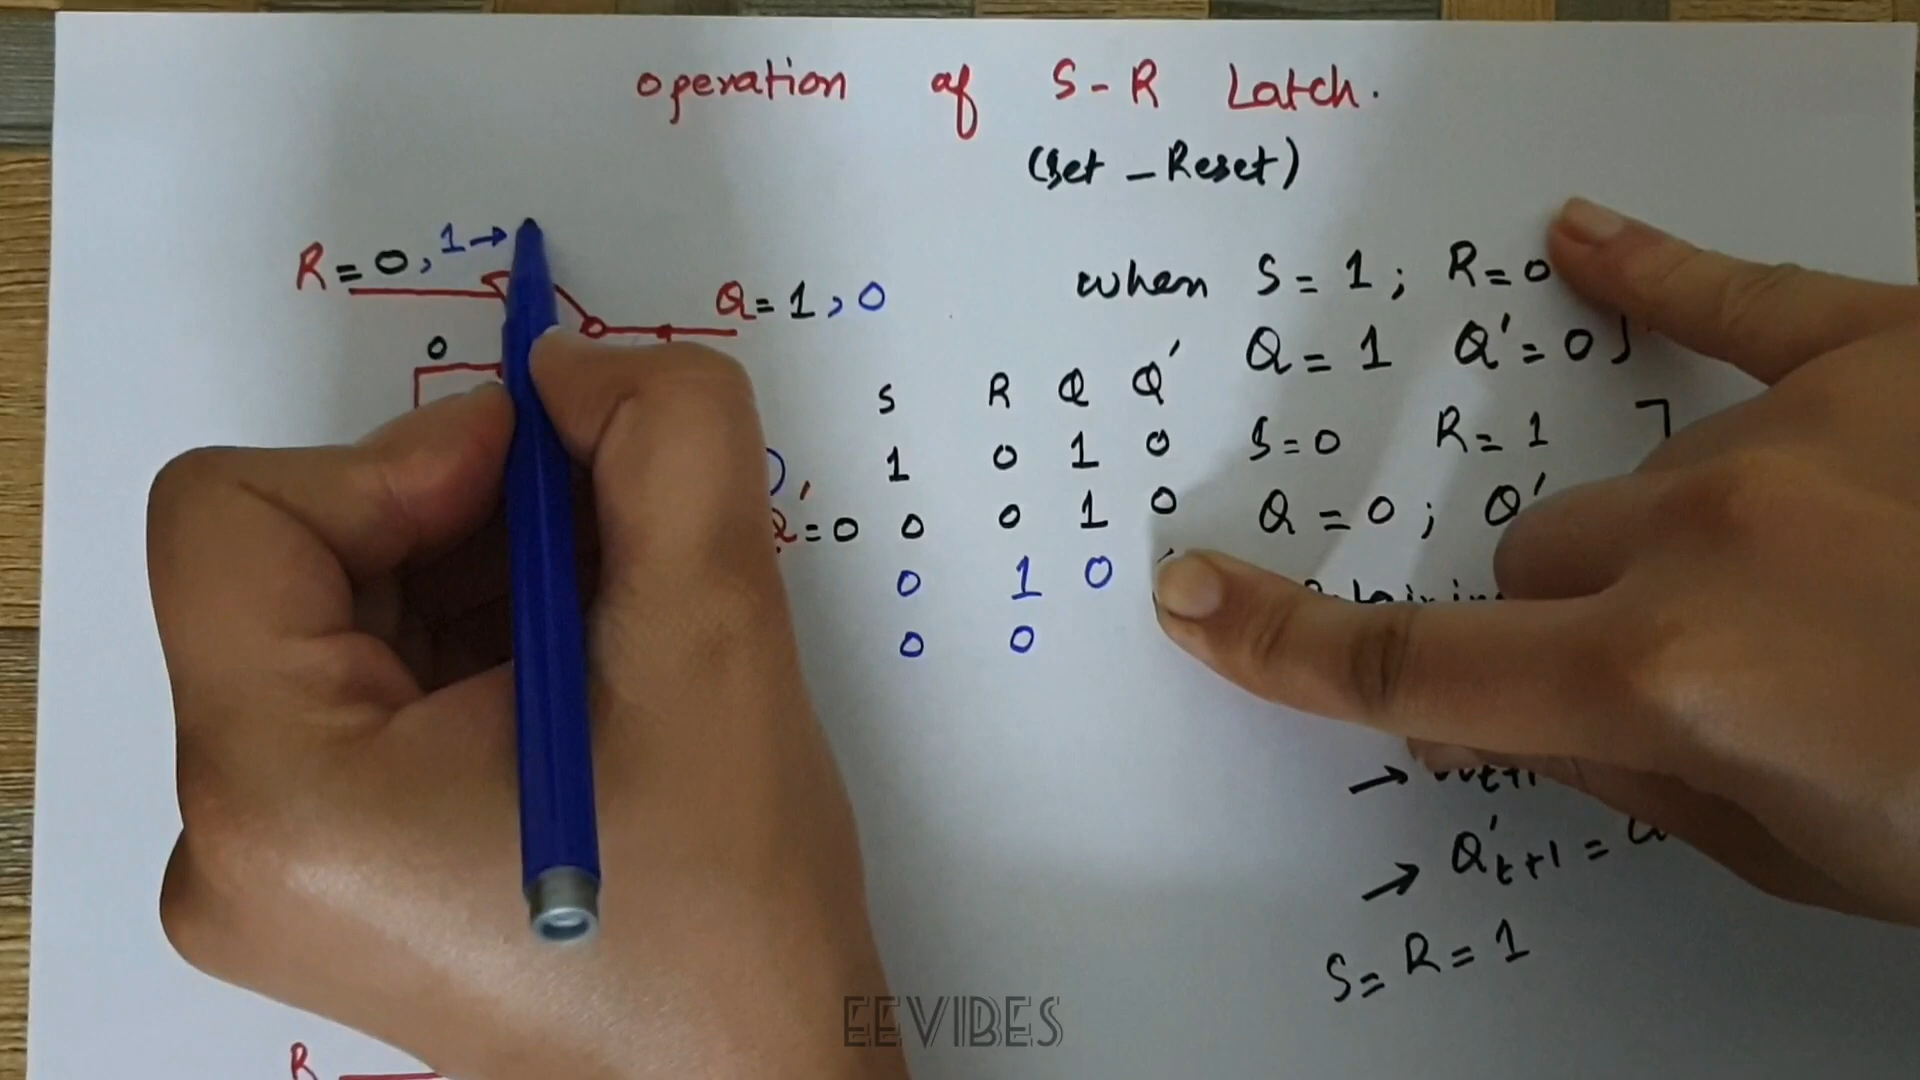 operation of S-R Latch.
(Set - Reset)
R=0,1→
Q=1,0
0
when S=1; R=0
Q=1 Q'=0
S R Q Q'
1 0 1 0
Q'=0 0 0 1 0
0 1 0
0 0
S=0 R=1
Q=0; Q'
→
→ Q't+1 =
S=R=1
R
EEVIBES